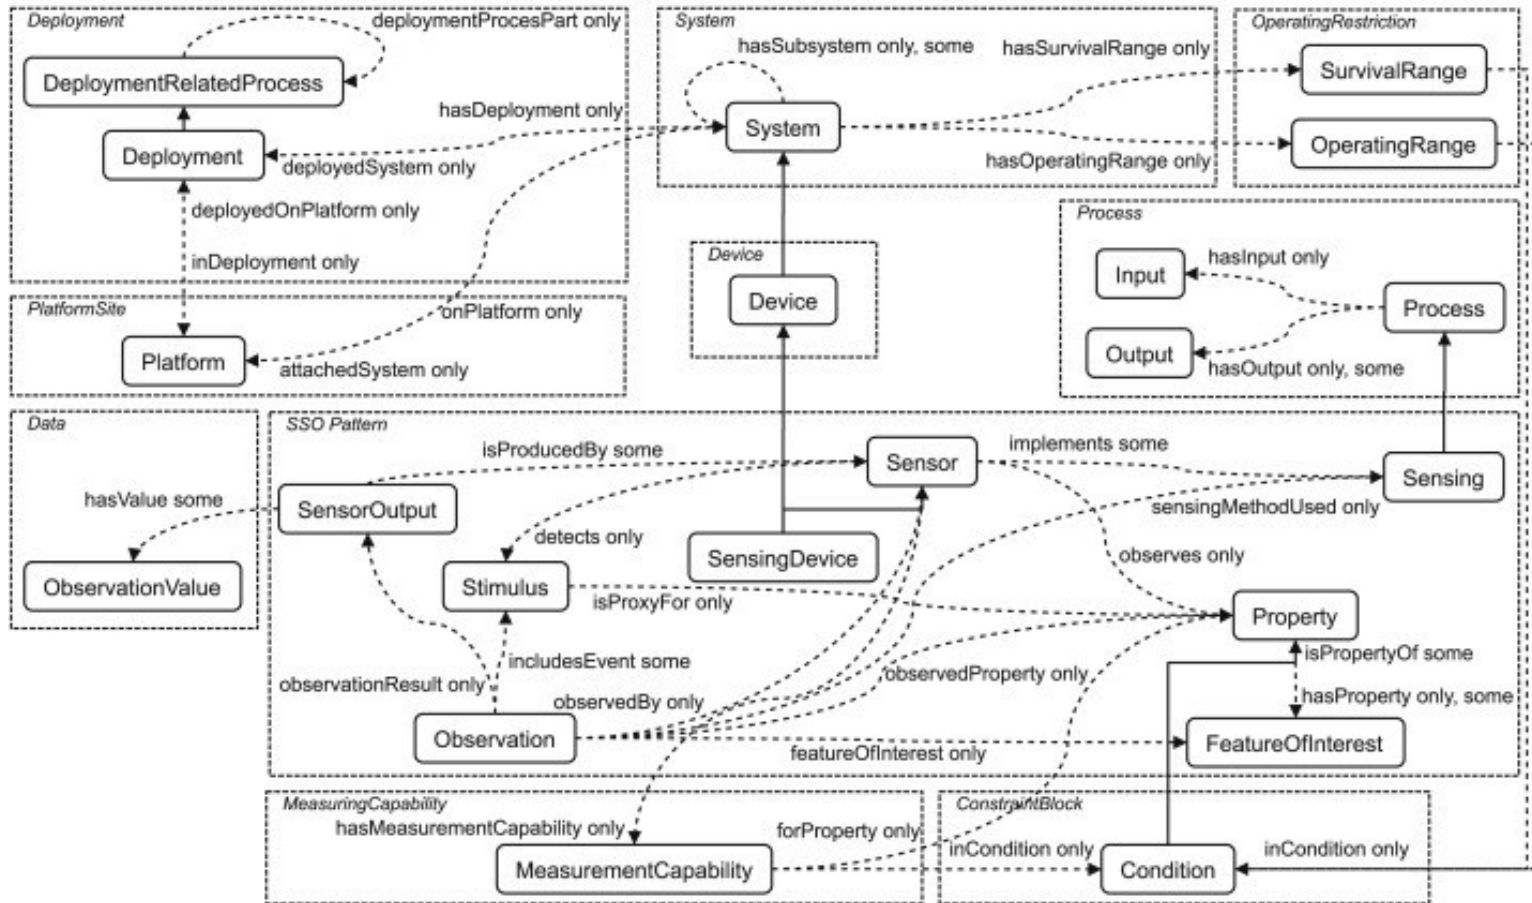 Deployment
deploymentProcesPart only
DeploymentRelatedProcess
hasDeployment only
Deployment
deployedSystem only
deployedOnPlatform only
inDeployment only
System
hasSubsystem only, some
hasSurvivalRange only
System
hasOperatingRange only
OperatingRestriction
SurvivalRange
OperatingRange
PlatformSite
onPlatform only
Platform
attachedSystem only
Device
Device
Process
hasInput only
Input
Process
Output
hasOutput only, some
Data
hasValue some
ObservationValue
SSO Pattern
isProducedBy some
Sensor
implements some
Sensing
SensorOutput
sensingMethodUsed only
detects only
SensingDevice
observes only
Stimulus
isProxyFor only
Property
includesEvent some
isPropertyOf some
observationResult only
observedProperty only
observedBy only
hasProperty only, some
Observation
featureOfInterest only
FeatureOfInterest
MeasuringCapability
hasMeasurementCapability only
forProperty only
MeasurementCapability
ConstraintBlock
inCondition only
Condition
inCondition only